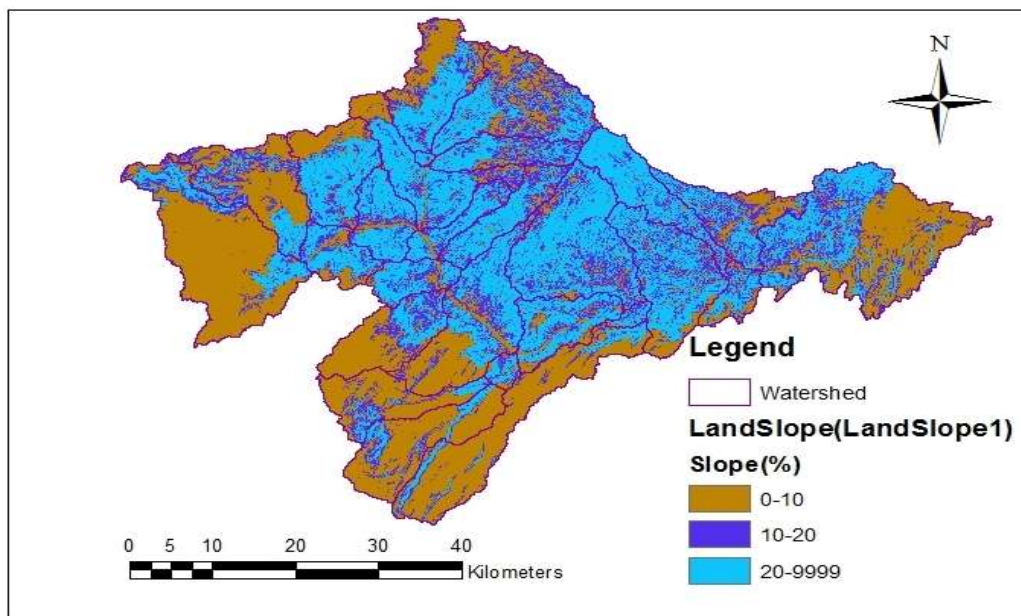 N
Legend
Watershed
LandSlope(LandSlope1)
Slope(%)
0-10
10-20
20-9999
0 5 10 20 30 40
Kilometers